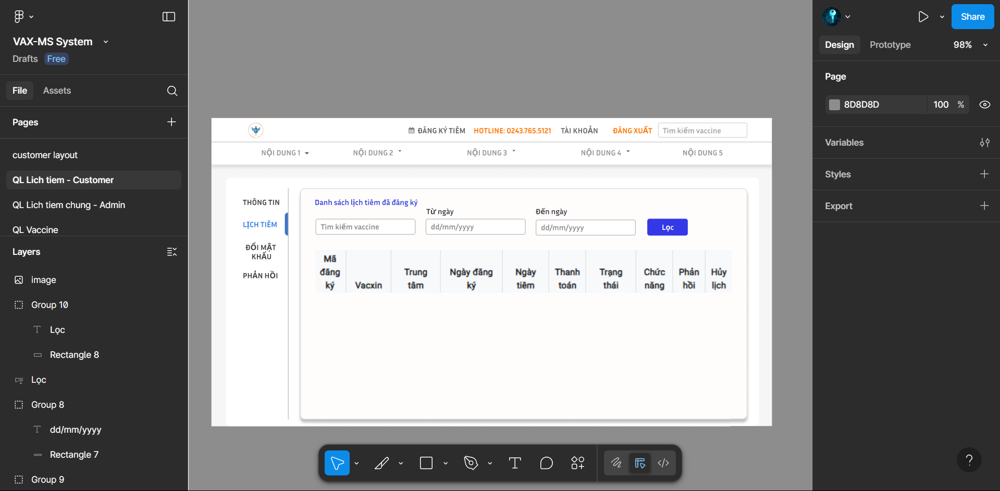 VAX-MS System
Drafts Free
File Assets
Pages
customer layout
QL Lich tiem - Customer
QL Lich tiem chung - Admin
QL Vaccine
Layers
image
Group 10
Lọc
Rectangle 8
Lọc
Group 8
dd/mm/yyyy
Rectangle 7
Group 9
ĐĂNG KÝ TIÊM HOTLINE: 0243.765.5121 TÀI KHOẢN ĐĂNG XUẤT Tìm kiếm vaccine
NỘI DUNG 1 NỘI DUNG 2 NỘI DUNG 3 NỘI DUNG 4 NỘI DUNG 5
THÔNG TIN
LỊCH TIÊM
ĐỔI MẬT
KHẨU
PHẢN HỒI
Danh sách lịch tiêm đã đăng ký
Từ ngày Đến ngày
Tìm kiếm vaccine dd/mm/yyyy dd/mm/yyyy Lọc
Mã
đăng Trung Ngày đăng Ngày Thanh Trạng Chức Phản Hủy
ký Vacxin tâm ký tiêm toán thái năng hồi lịch
Share
Design Prototype 98%
Page
8D8D8D 100 %
Variables
Styles
Export
?